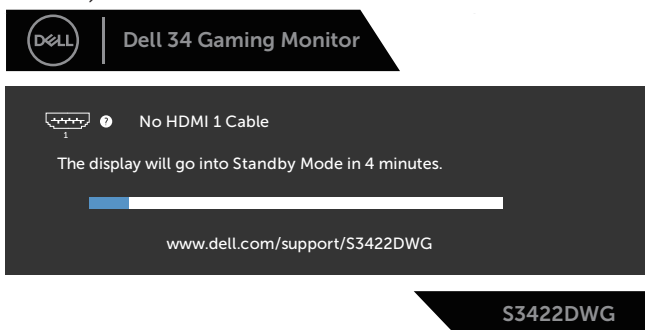 DELL
Dell 34 Gaming Monitor
? No HDMI 1 Cable
1
The display will go into Standby Mode in 4 minutes.
www.dell.com/support/S3422DWG
S3422DWG